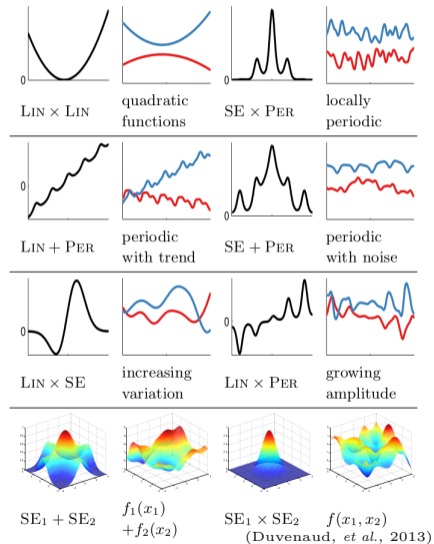 0
LIN × LIN
quadratic
functions
SE × PER
locally
periodic
0
LIN + PER
periodic
with trend
SE + PER
periodic
with noise
0
LIN × SE
increasing
variation
0
LIN × PER
growing
amplitude
SE₁ + SE₂
f₁(x₁)
+f₂(x₂)
SE₁ × SE₂
f(x₁, x₂)
(Duvenaud, et al., 2013)